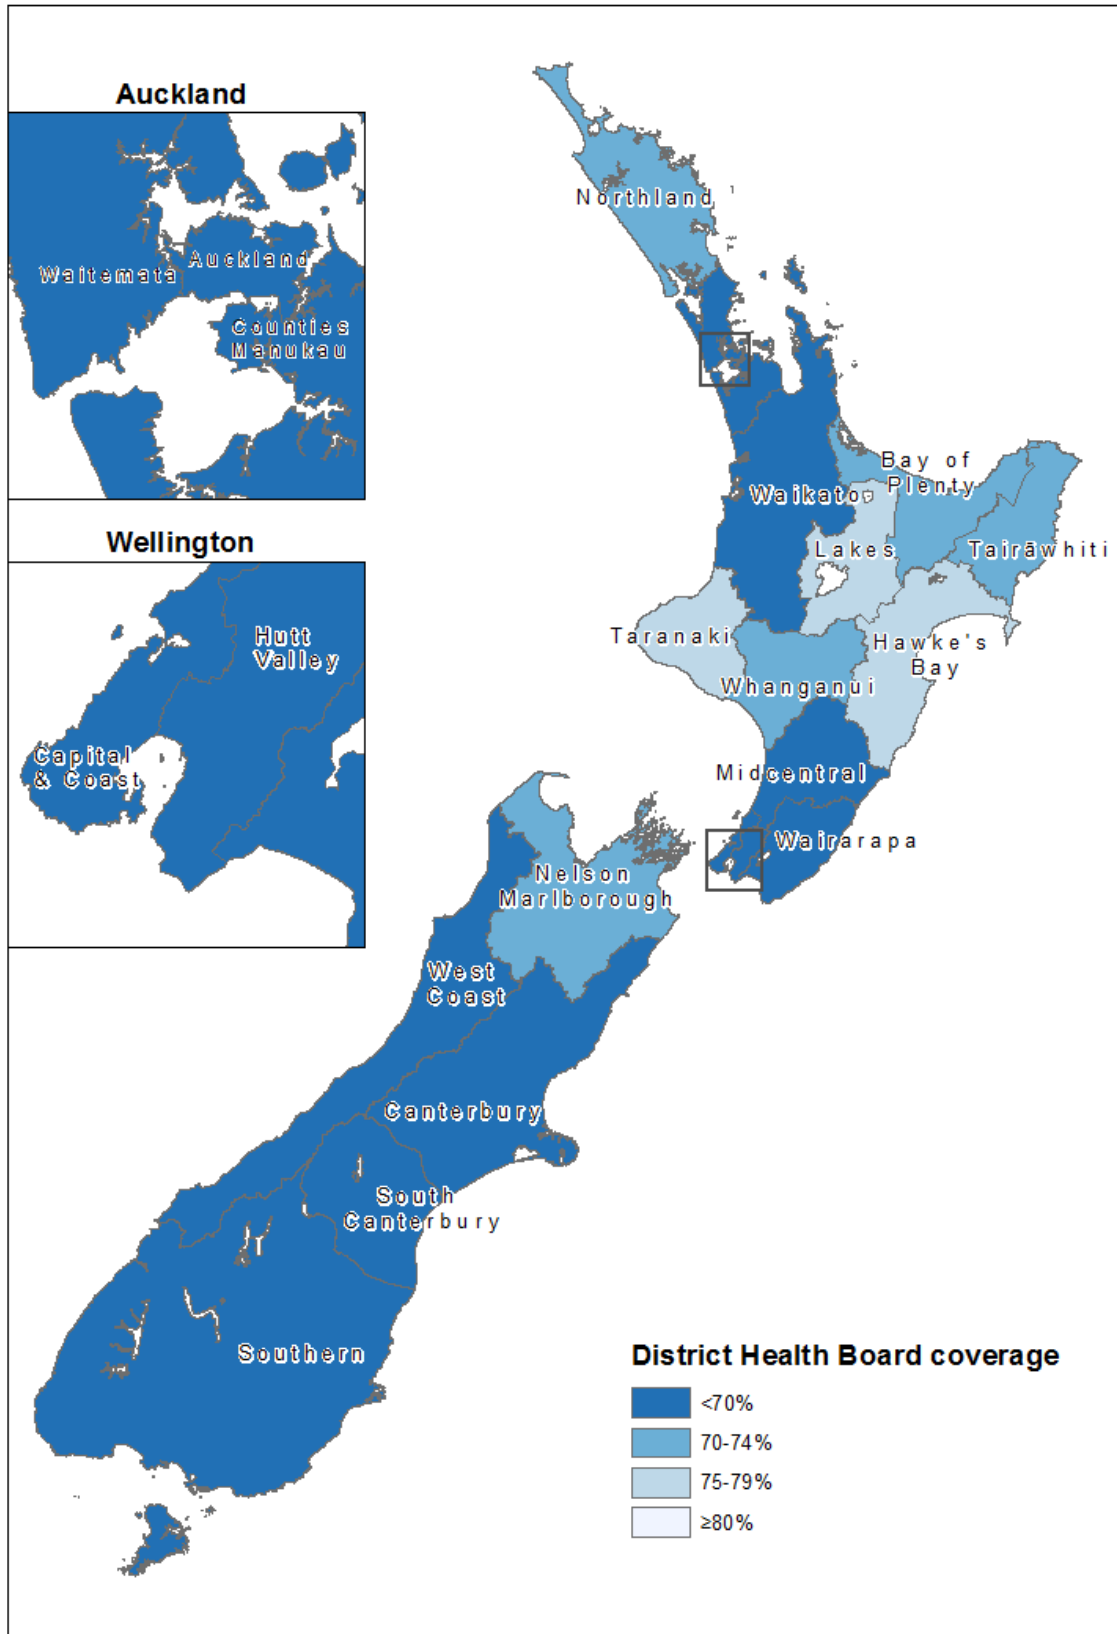 Auckland
Waitemata
Auckland
Counties
Manukau
Wellington
Hutt
Valley
Capital
& Coast
Northland
Bay of
Plenty
Waikato
Lakes
Tairāwhiti
Taranaki
Hawke's
Bay
Whanganui
Midcentral
Wairarapa
Nelson
Marlborough
West
Coast
Canterbury
South
Canterbury
Southern
District Health Board coverage
<70%
70-74%
75-79%
≥80%